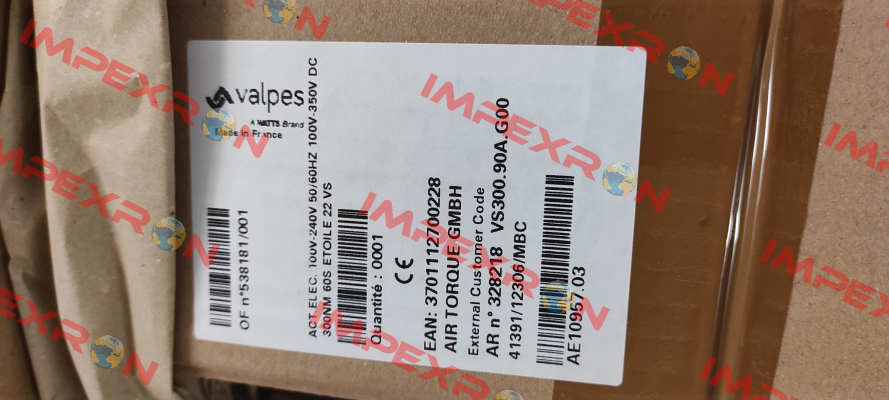 valpes
A WATTS Brand
Made in France
OF n°538181/001
ACT. ELEC. 100V-240V 50/60HZ 100V-350V DC
300NM 60S ETOILE 22 VS
Quantité : 0001
CE
EAN: 3701112700228
AIR TORQUE GMBH
External Customer Code
AR n° 328218 VS300.90A.G00
41391/12306/MBC
AE10957.03
IMPEXRON
IMPEXRON
IMPEXRON
IMPEXRON
IMPEXRON
IMPEXRON
IMPEXRON
IMPEXRON